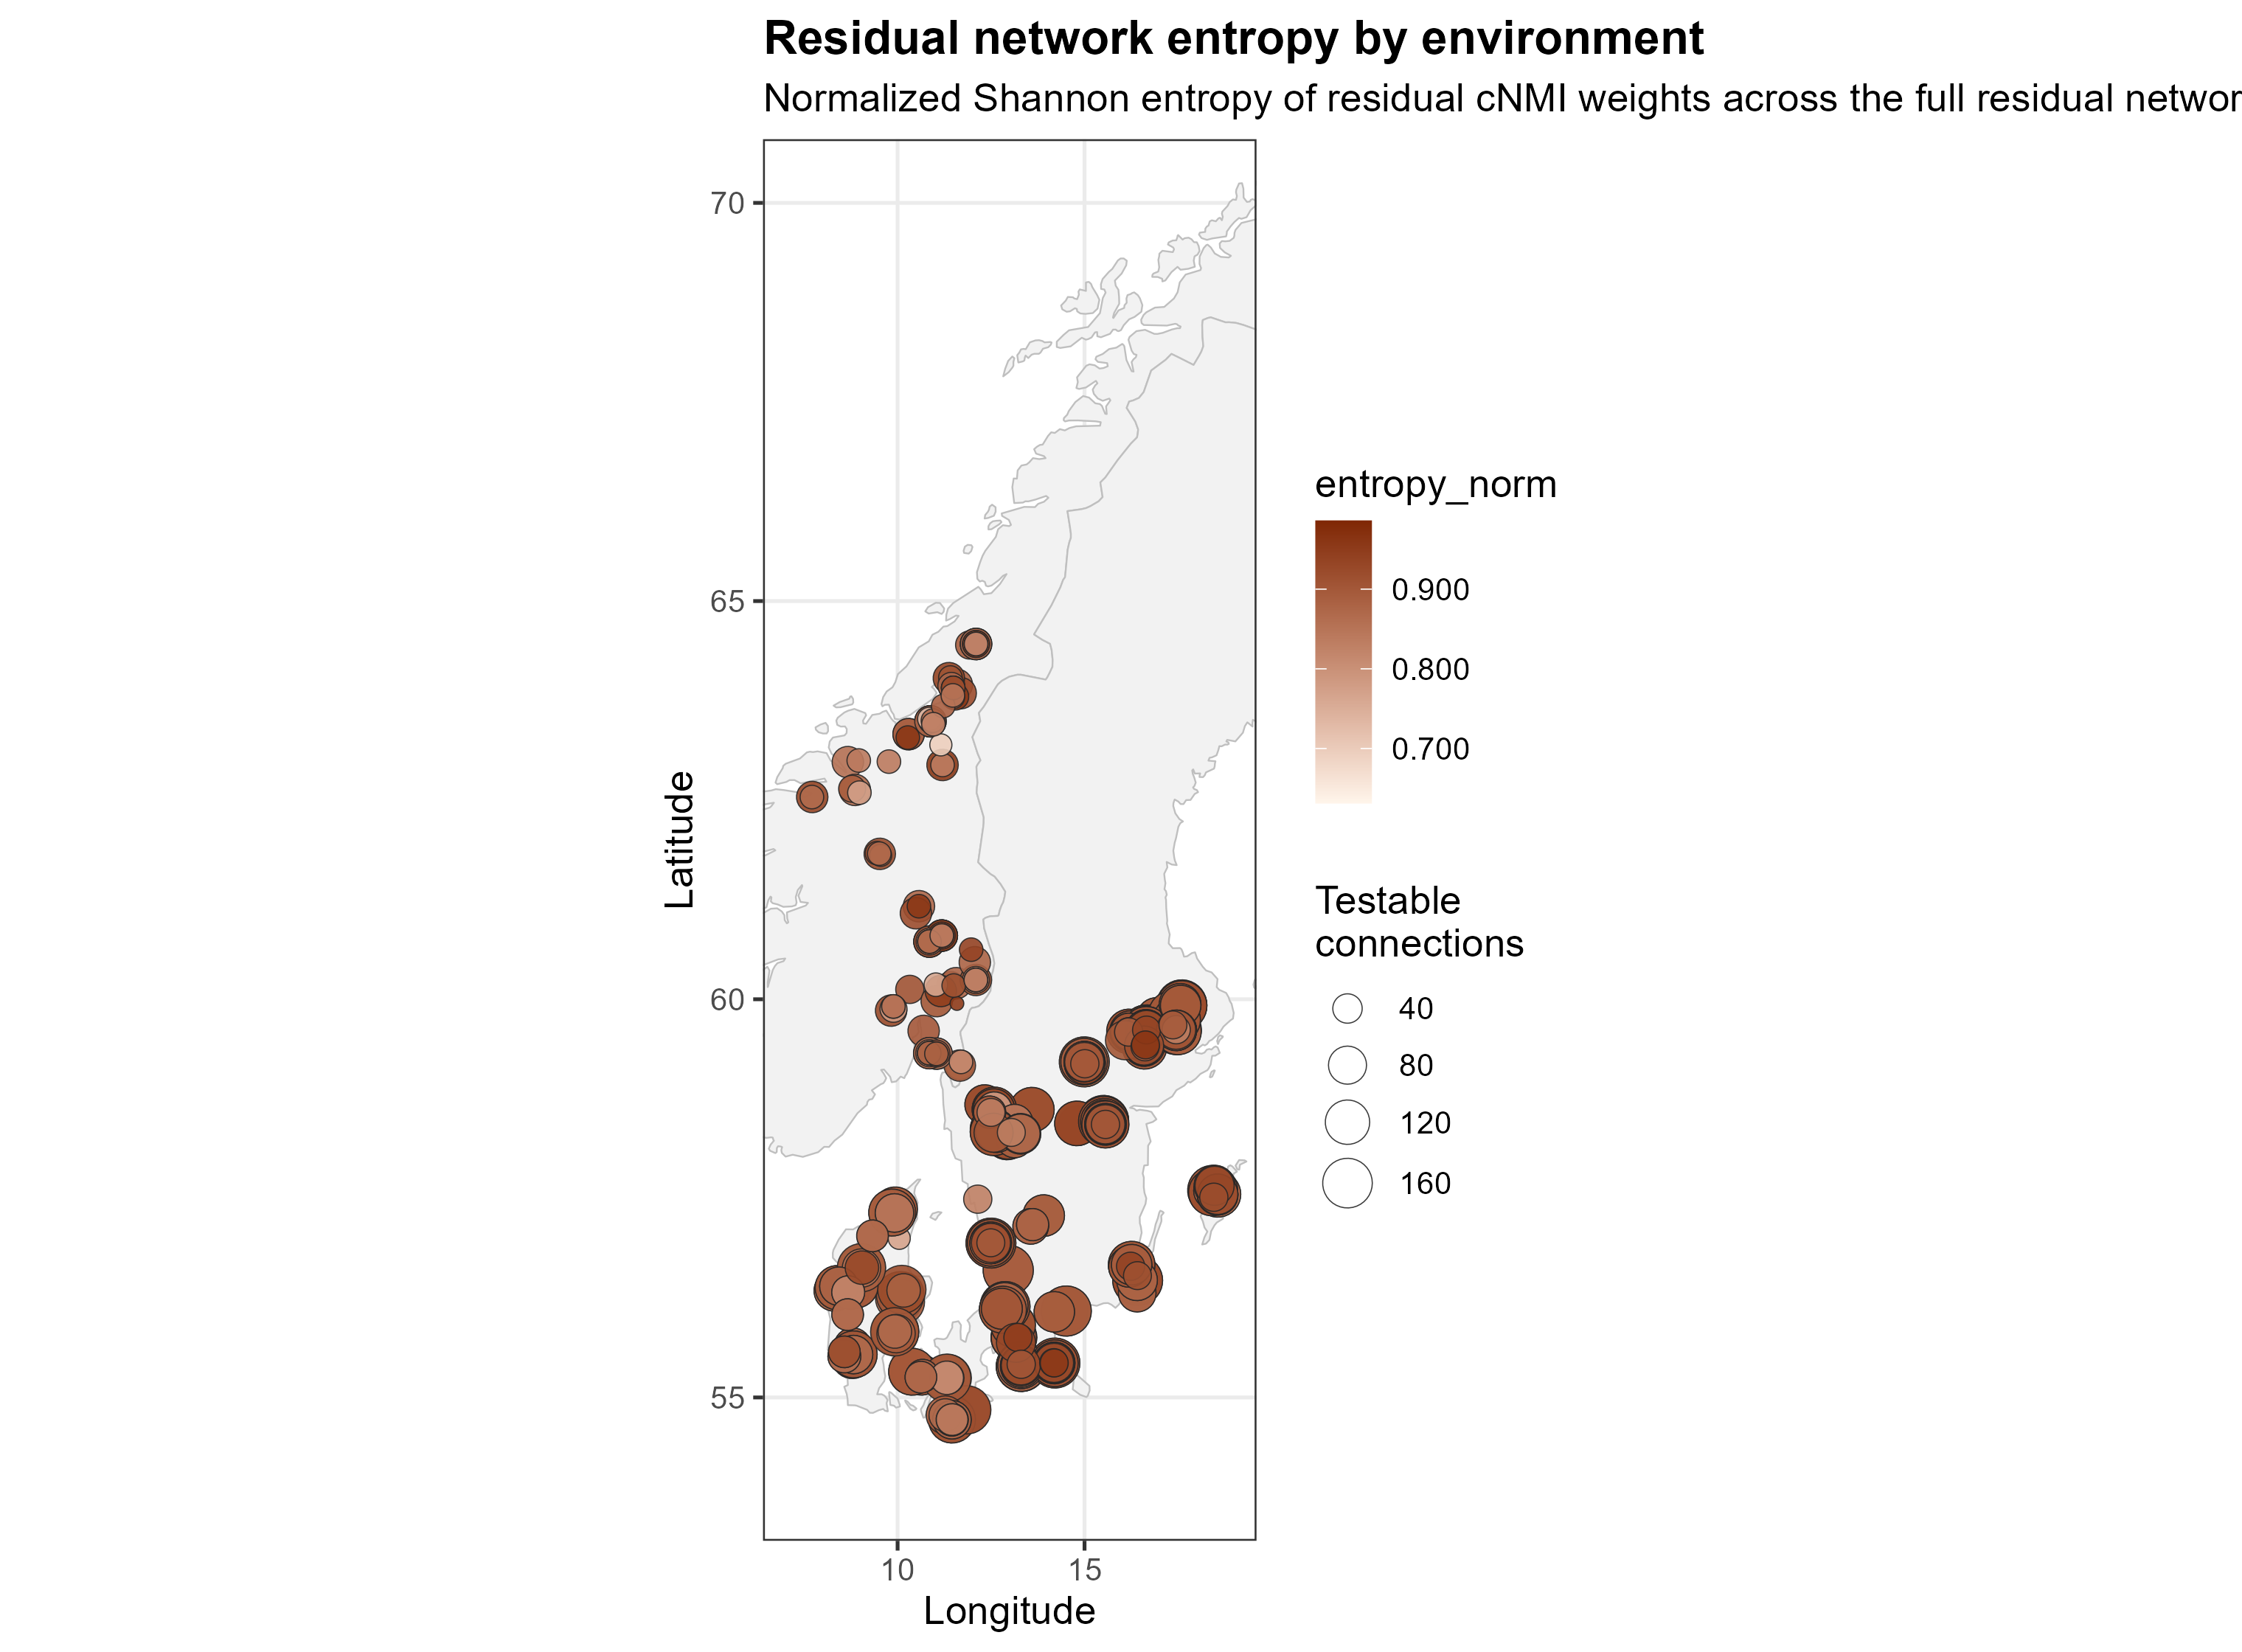 Residual network entropy by environment
Normalized Shannon entropy of residual cNMI weights across the full residual networ
70
65
60
55
Latitude
10
15
Longitude
entropy_norm
0.900
0.800
0.700
Testable
connections
40
80
120
160